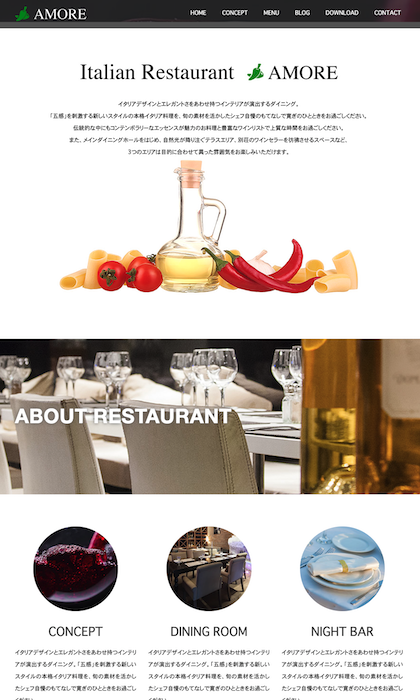 AMORE
HOME CONCEPT MENU BLOG DOWNLOAD CONTACT
Italian Restaurant AMORE
イタリアデザインとエレガントさをあわせ持つインテリアが演出するダイニング。
「五感」を刺激する新しいスタイルの本格イタリア料理を、旬の素材を活かしたシェフ自慢のもてなしで寛ぎのひとときをお過ごしください。
伝統的な中にもコンテンポラリーなエッセンスが魅力のお料理と豊富なワインリストで上質な時間をお過ごしください。
また、メインダイニングホールをはじめ、自然光が降り注ぐテラスエリア、別荘のワインセラーを彷彿させるスペースなど、
3つのエリアは目的に合わせて異った雰囲気をお楽しみいただけます。
ABOUT RESTAURANT
CONCEPT
イタリアデザインとエレガントさをあわせ持つインテリ
アが演出するダイニング。「五感」を刺激する新しい
スタイルの本格イタリア料理を、旬の素材を活かした
シェフ自慢のもてなしで寛ぎのひとときをお過ごしく
ださい
DINING ROOM
イタリアデザインとエレガントさをあわせ持つインテリ
アが演出するダイニング。「五感」を刺激する新しい
スタイルの本格イタリア料理を、旬の素材を活かした
シェフ自慢のもてなしで寛ぎのひとときをお過ごしく
ださい
NIGHT BAR
イタリアデザインとエレガントさをあわせ持つインテリ
アが演出するダイニング。「五感」を刺激する新しい
スタイルの本格イタリア料理を、旬の素材を活かした
シェフ自慢のもてなしで寛ぎのひとときをお過ごしく
ださい